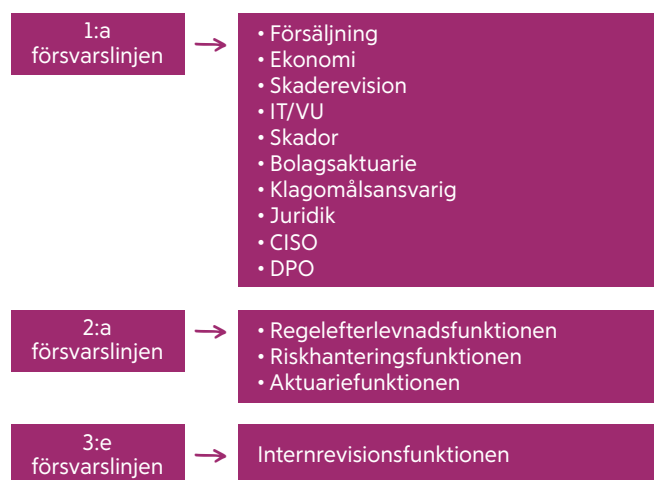 1:a
försvarslinjen
• Försäljning
• Ekonomi
• Skaderevision
• IT/VU
• Skador
• Bolagsaktuarie
• Klagomålsansvarig
• Juridik
• CISO
• DPO
2:a
försvarslinjen
• Regelefterlevnadsfunktionen
• Riskhanteringsfunktionen
• Aktuariefunktionen
3:e
försvarslinjen
Internrevisionsfunktionen